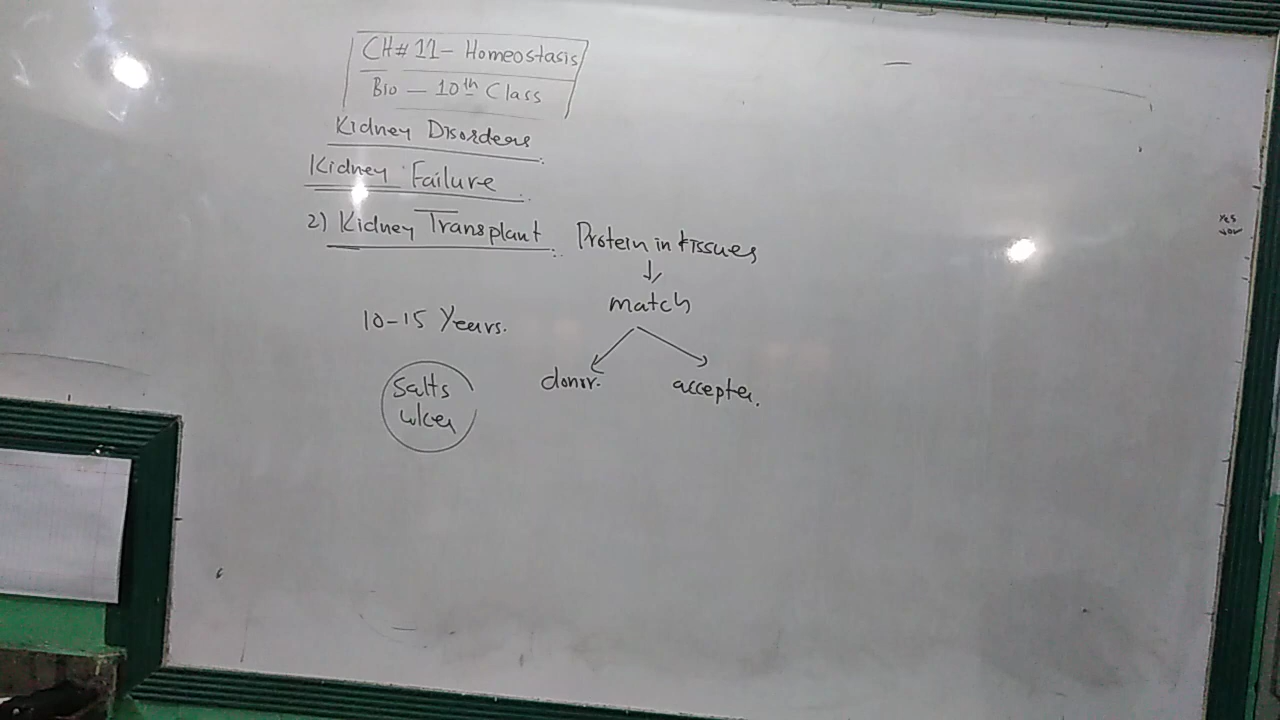 CH# 11 - Homeostasis
Bio - 10th Class
Kidney Disorders
Kidney Failure
2) Kidney Transplant
Protein in tissues
match
10-15 Years.
donor.
accepter.
Salts
ulcer
Yes